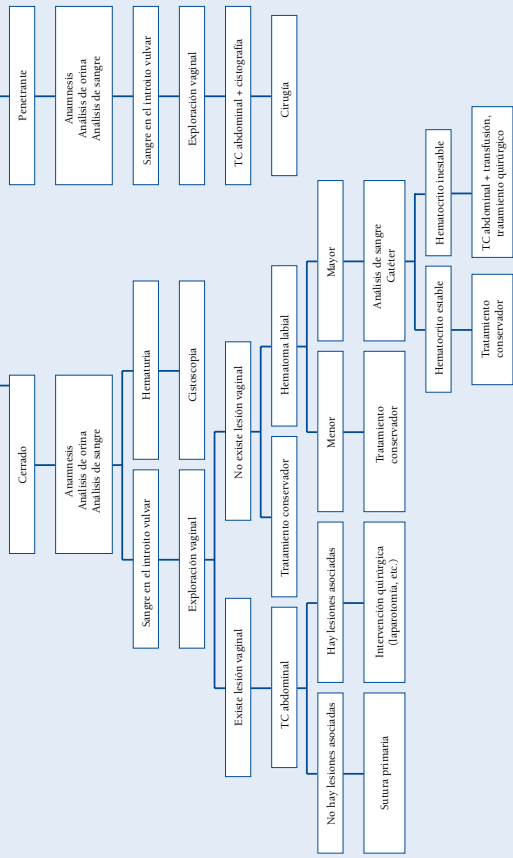 Cerrado
Penetrante
Anamnesis
Análisis de orina
Análisis de sangre
Anamnesis
Análisis de orina
Análisis de sangre
Sangre en el introito vulvar
Hematuria
Sangre en el introito vulvar
Exploración vaginal
Cistoscopia
Exploración vaginal
Existe lesión vaginal
No existe lesión vaginal
TC abdominal + cistografía
TC abdominal
Tratamiento conservador
Hematoma labial
Cirugía
No hay lesiones asociadas
Hay lesiones asociadas
Menor
Mayor
Sutura primaria
Intervención quirúrgica
(laparotomía, etc.)
Tratamiento
conservador
Análisis de sangre
Catéter
Hematocrito estable
Hematocrito inestable
Tratamiento
conservador
TC abdominal + transfusión,
tratamiento quirúrgico